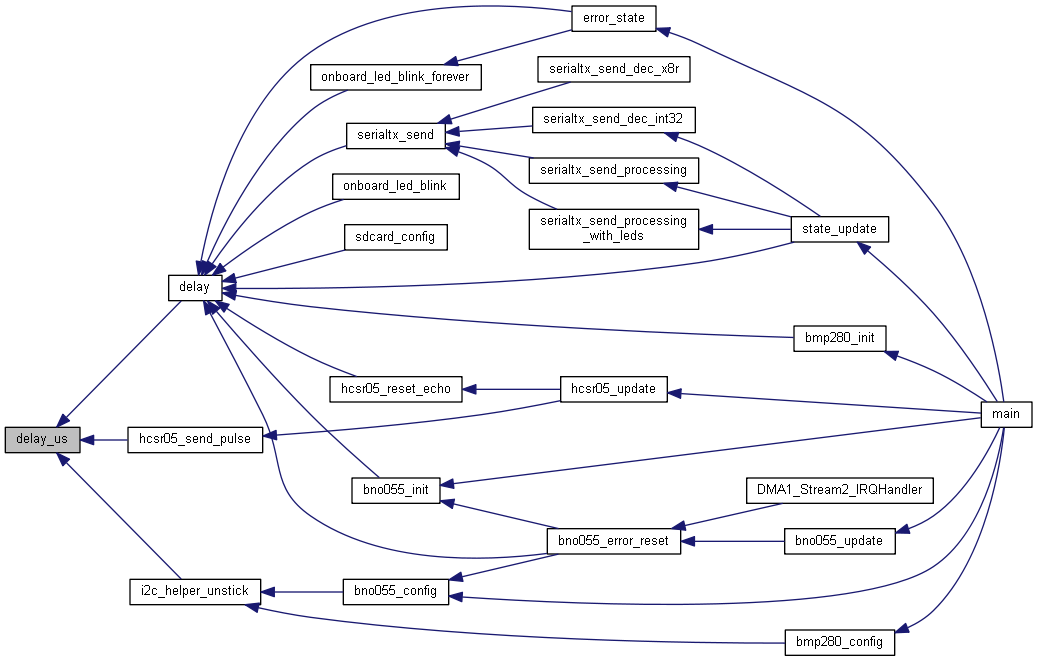 error_state
onboard_led_blink_forever
serialtx_send_dec_x8r
serialtx_send_dec_int32
serialtx_send
serialtx_send_processing
onboard_led_blink
serialtx_send_processing
_with_leds
state_update
sdcard_config
delay
bmp280_init
hcsr05_reset_echo
hcsr05_update
main
delay_us
hcsr05_send_pulse
bno055_init
DMA1_Stream2_IRQHandler
bno055_error_reset
bno055_update
i2c_helper_unstick
bno055_config
bmp280_config